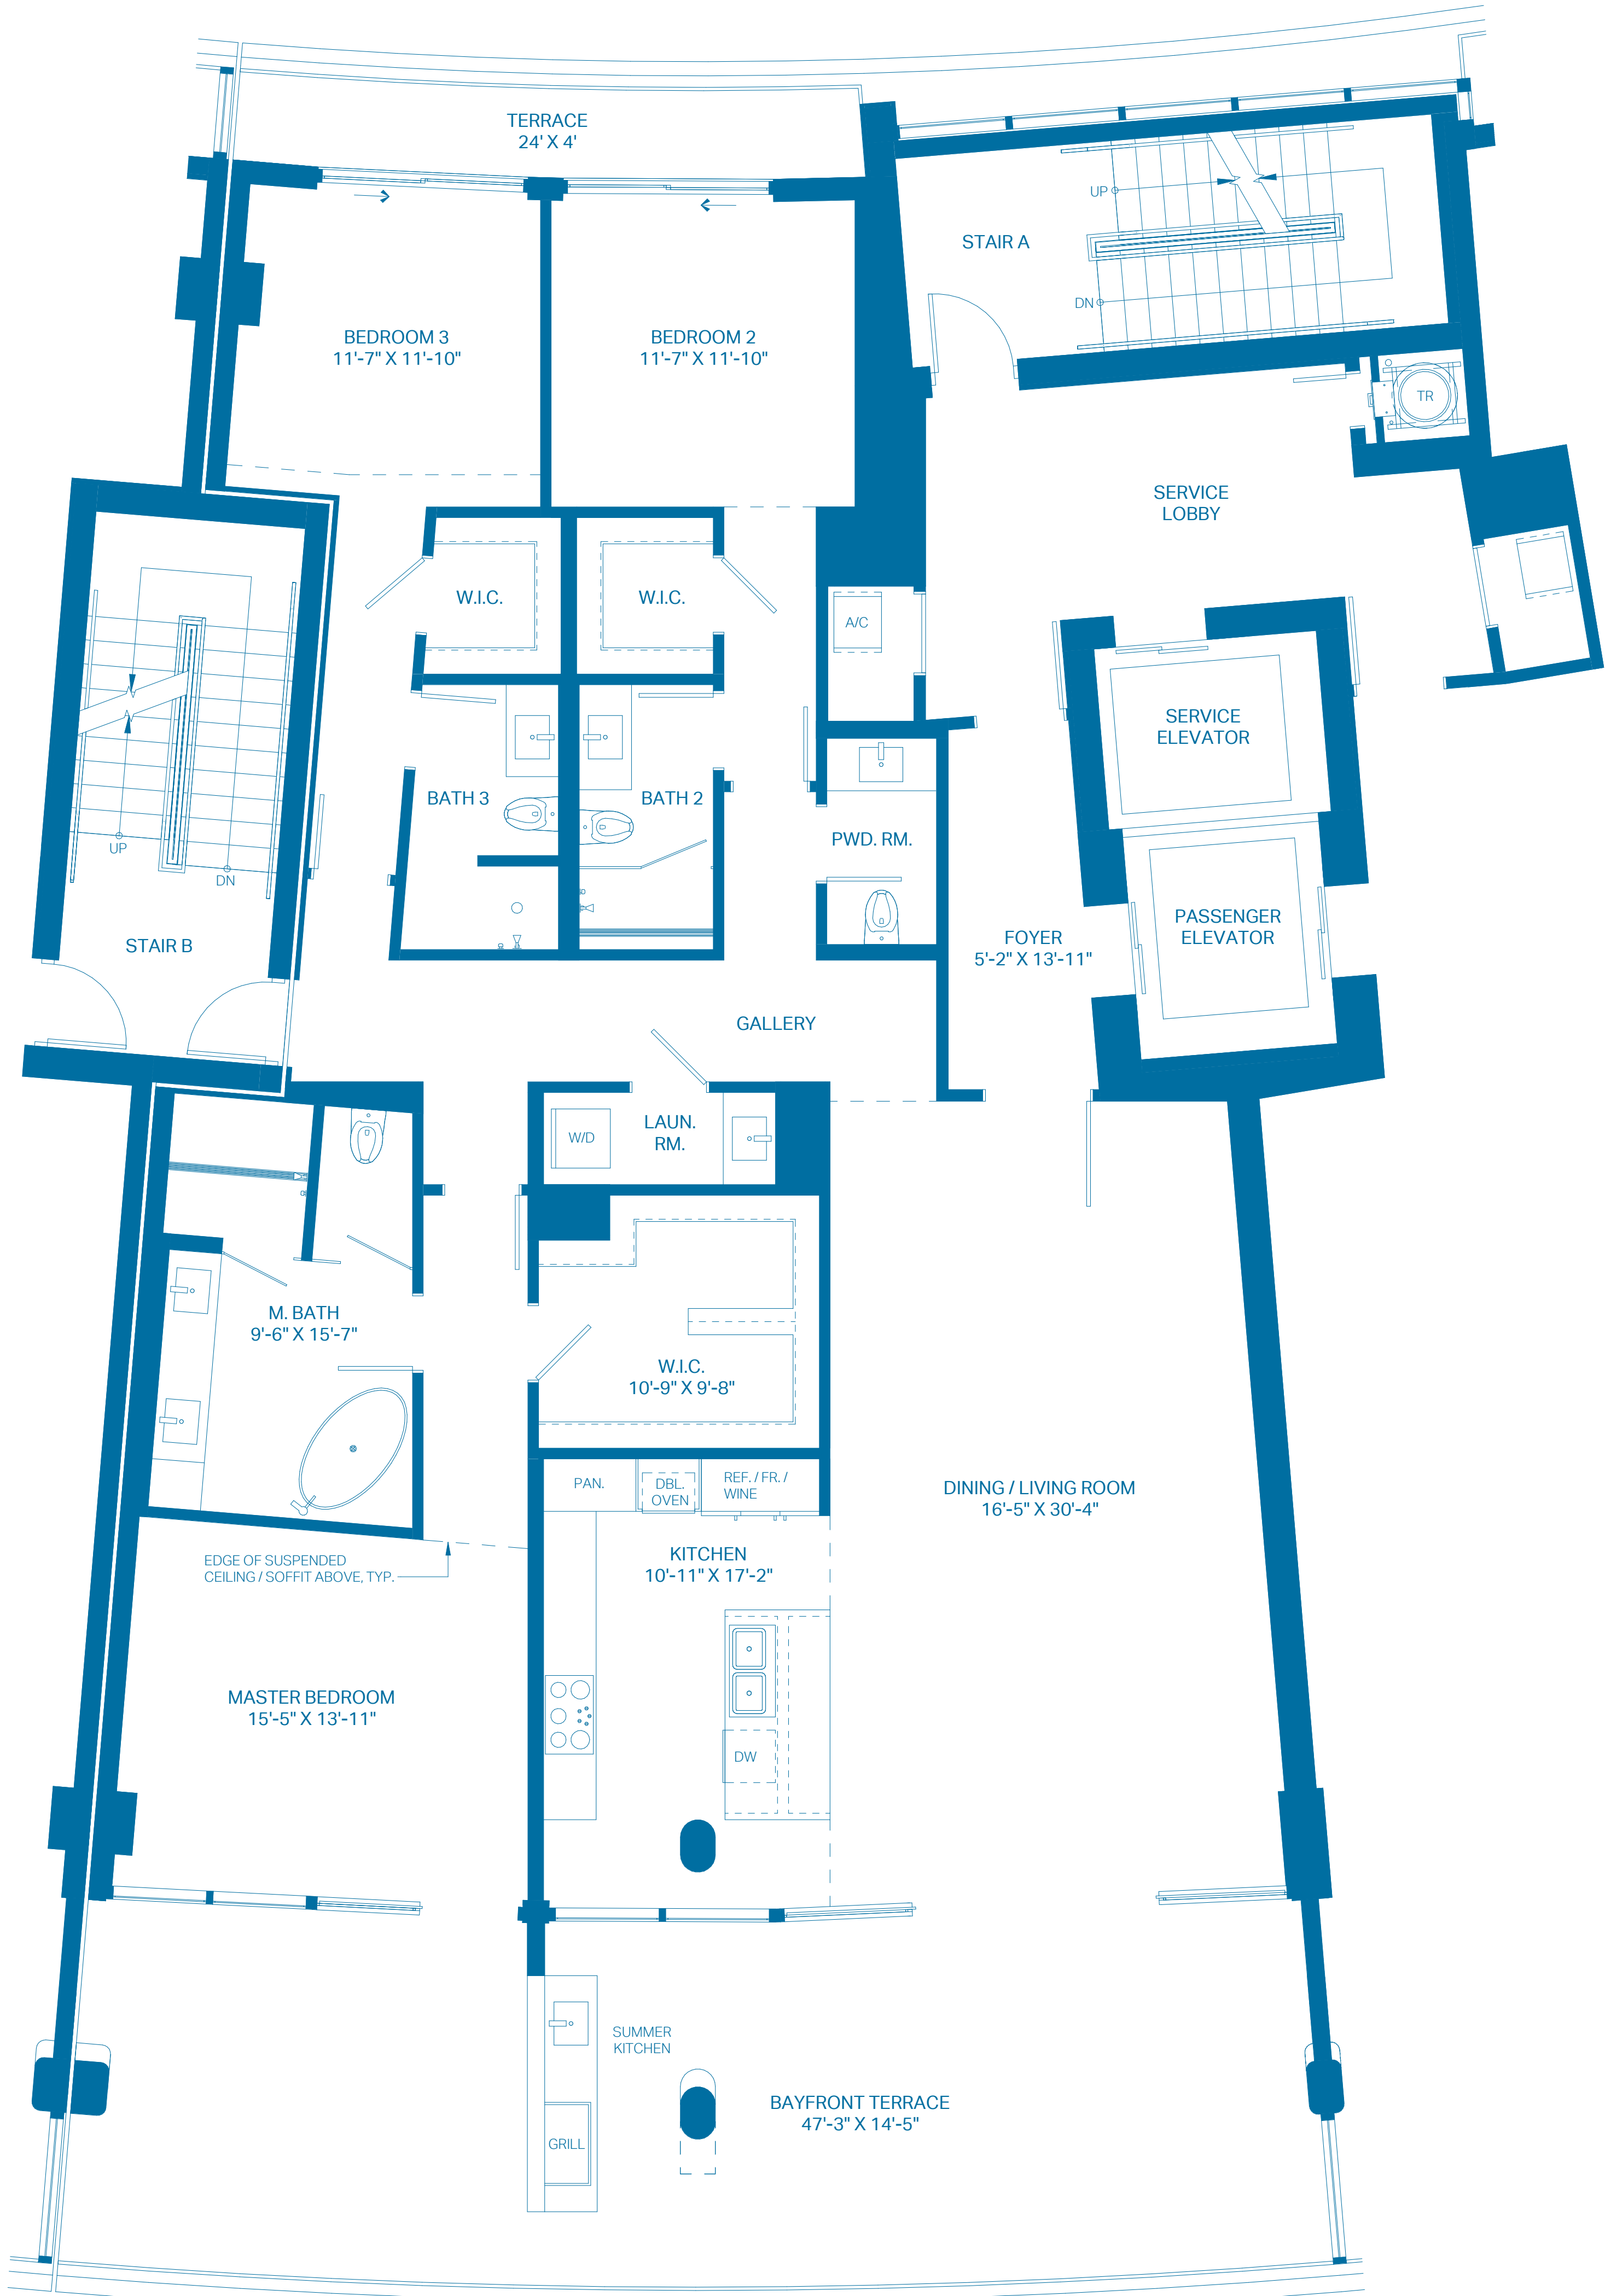 TERRACE
24' X 4'
UP
STAIR A
DN
BEDROOM 3
11'-7" X 11'-10"
BEDROOM 2
11'-7" X 11'-10"
TR
SERVICE
LOBBY
W.I.C.
W.I.C.
A/C
SERVICE
ELEVATOR
BATH 3
BATH 2
PWD. RM.
UP
DN
STAIR B
FOYER
5'-2" X 13'-11"
PASSENGER
ELEVATOR
GALLERY
W/D
LAUN.
RM.
M. BATH
9'-6" X 15'-7"
W.I.C.
10'-9" X 9'-8"
PAN.
DBL.
OVEN
REF. / FR. /
WINE
DINING / LIVING ROOM
16'-5" X 30'-4"
EDGE OF SUSPENDED
CEILING / SOFFIT ABOVE, TYP.
KITCHEN
10'-11" X 17'-2"
MASTER BEDROOM
15'-5" X 13'-11"
DW
SUMMER
KITCHEN
BAYFRONT TERRACE
47'-3" X 14'-5"
GRILL